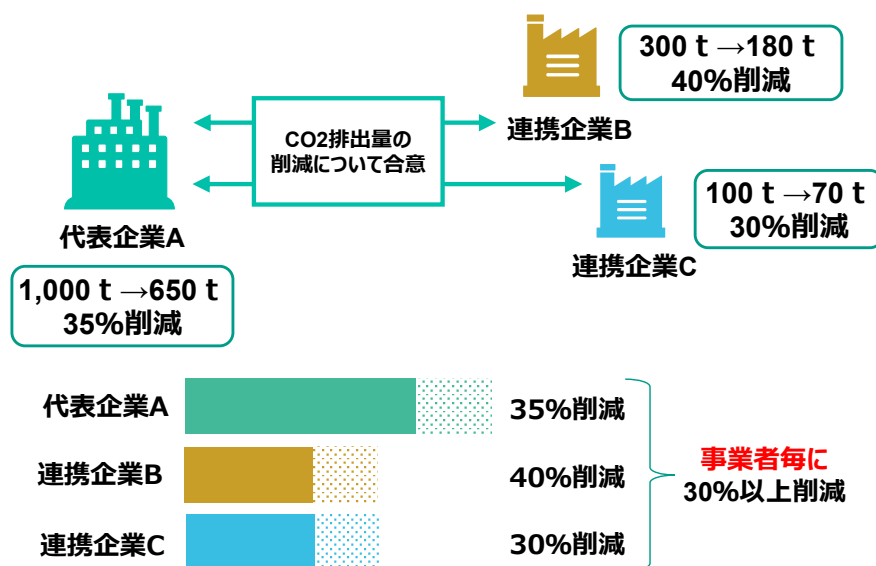 300 t →180 t
40%削減
連携企業B
CO2排出量の
削減について合意
100 t →70 t
30%削減
連携企業C
代表企業A
1,000 t →650 t
35%削減
代表企業A
35%削減
連携企業B
40%削減
連携企業C
30%削減
事業者毎に
30%以上削減